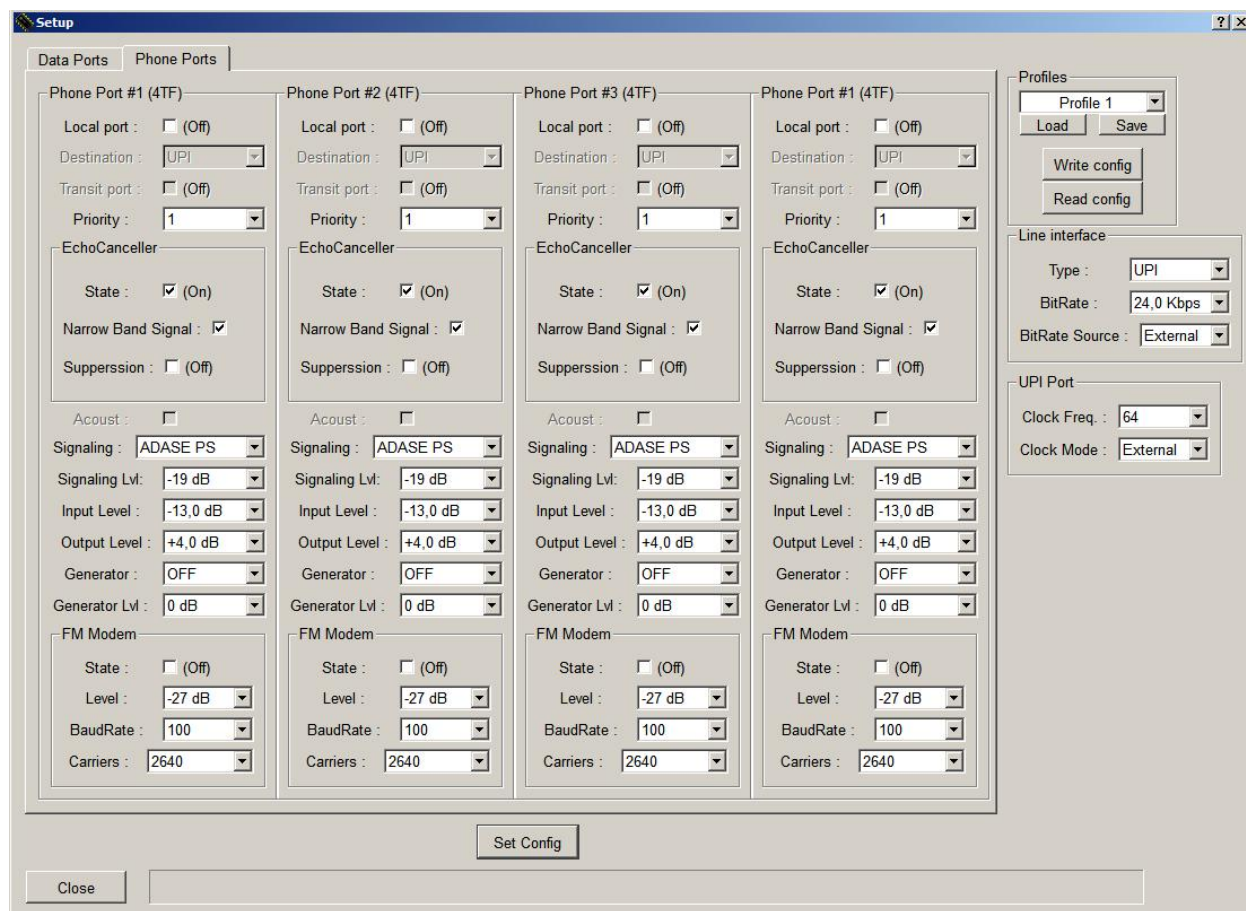 Setup
Data Ports Phone Ports
Phone Port #1 (4TF) Phone Port #2 (4TF) Phone Port #3 (4TF) Phone Port #1 (4TF)
Local port : (Off) Local port : (Off) Local port : (Off) Local port : (Off)
Destination : UPI Destination : UPI Destination : UPI Destination : UPI
Transit port : (Off) Transit port : (Off) Transit port : (Off) Transit port : (Off)
Priority : 1 Priority : 1 Priority : 1 Priority : 1
EchoCanceller EchoCanceller EchoCanceller EchoCanceller
State : (On) State : (On) State : (On) State : (On)
Narrow Band Signal : Narrow Band Signal : Narrow Band Signal : Narrow Band Signal :
Supperssion : (Off) Supperssion : (Off) Supperssion : (Off) Supperssion : (Off)
Acoust : Acoust : Acoust : Acoust :
Signaling : ADASE PS Signaling : ADASE PS Signaling : ADASE PS Signaling : ADASE PS
Signaling Lvl: -19 dB Signaling Lvl: -19 dB Signaling Lvl: -19 dB Signaling Lvl: -19 dB
Input Level : -13,0 dB Input Level : -13,0 dB Input Level : -13,0 dB Input Level : -13,0 dB
Output Level : +4,0 dB Output Level : +4,0 dB Output Level : +4,0 dB Output Level : +4,0 dB
Generator : OFF Generator : OFF Generator : OFF Generator : OFF
Generator Lvl : 0 dB Generator Lvl : 0 dB Generator Lvl : 0 dB Generator Lvl : 0 dB
FM Modem FM Modem FM Modem FM Modem
State : (Off) State : (Off) State : (Off) State : (Off)
Level : -27 dB Level : -27 dB Level : -27 dB Level : -27 dB
BaudRate : 100 BaudRate : 100 BaudRate : 100 BaudRate : 100
Carriers : 2640 Carriers : 2640 Carriers : 2640 Carriers : 2640
Profiles
Profile 1
Load Save
Write config
Read config
Line interface
Type : UPI
BitRate : 24,0 Kbps
BitRate Source : External
UPI Port
Clock Freq. : 64
Clock Mode : External
Set Config
Close